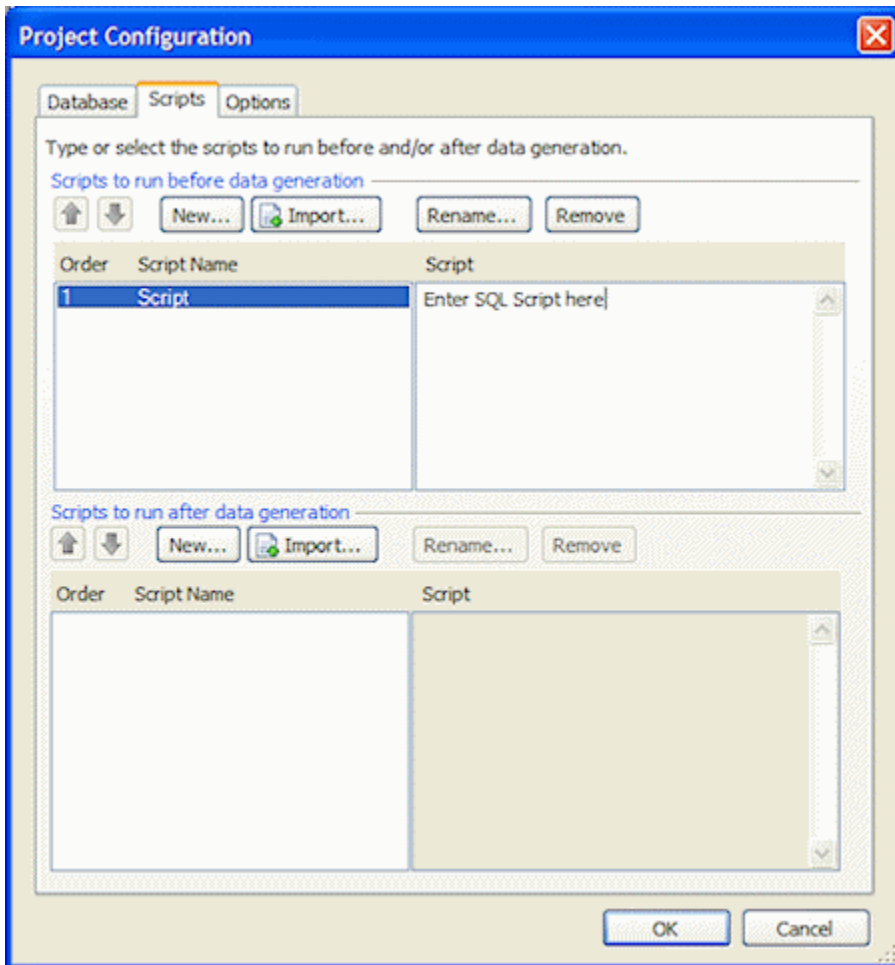 Project Configuration
Database Scripts Options
Type or select the scripts to run before and/or after data generation.
Scripts to run before data generation
New... Import... Rename... Remove
Order Script Name Script
1 Script Enter SQL Script here
Scripts to run after data generation
New... Import... Rename... Remove
Order Script Name Script
OK Cancel